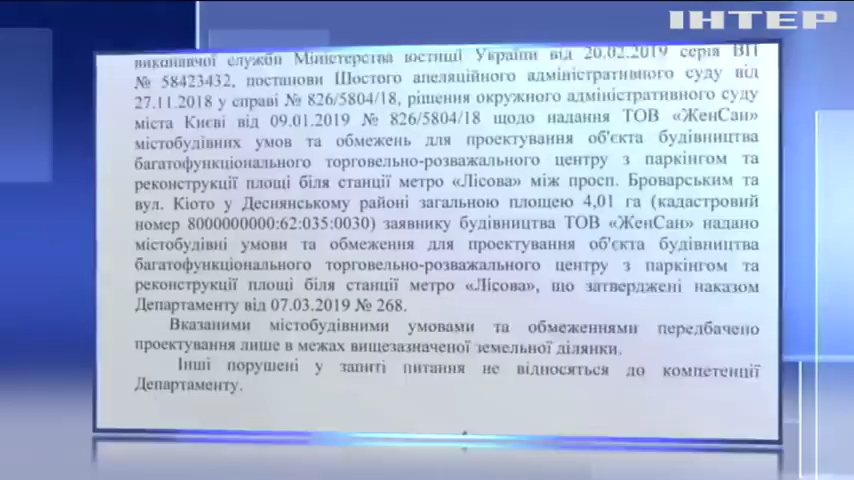 ІНТЕР
виконавчої служби Міністерства юстиції України від 20.02.2019 серія ВП
№ 58423432, постанови Шостого апеляційного адміністративного суду від
27.11.2018 у справі № 826/5804/18, рішення окружного адміністративного суду
міста Києві від 09.01.2019 № 826/5804/18 щодо надання ТОВ «ЖенСан»
містобудівних умов та обмежень для проектування об'єкта будівництва
багатофункціонального торговельно-розважального центру з паркінгом та
реконструкції площі біля станції метро «Лісова» між просп. Броварським та
вул. Кіото у Деснянському районі загальною площею 4,01 га (кадастровий
номер 8000000000:62:035:0030) заявнику будівництва ТОВ «ЖенСан» надано
містобудівні умови та обмеження для проектування об'єкта будівництва
багатофункціонального торговельно-розважального центру з паркінгом та
реконструкції площі біля станції метро «Лісова», що затверджені наказом
Департаменту від 07.03.2019 № 268.
Вказаними містобудівними умовами та обмеженнями передбачено
проектування лише в межах вищезазначеної земельної ділянки.
Інші порушені у запиті питання не відносяться до компетенції
Департаменту.